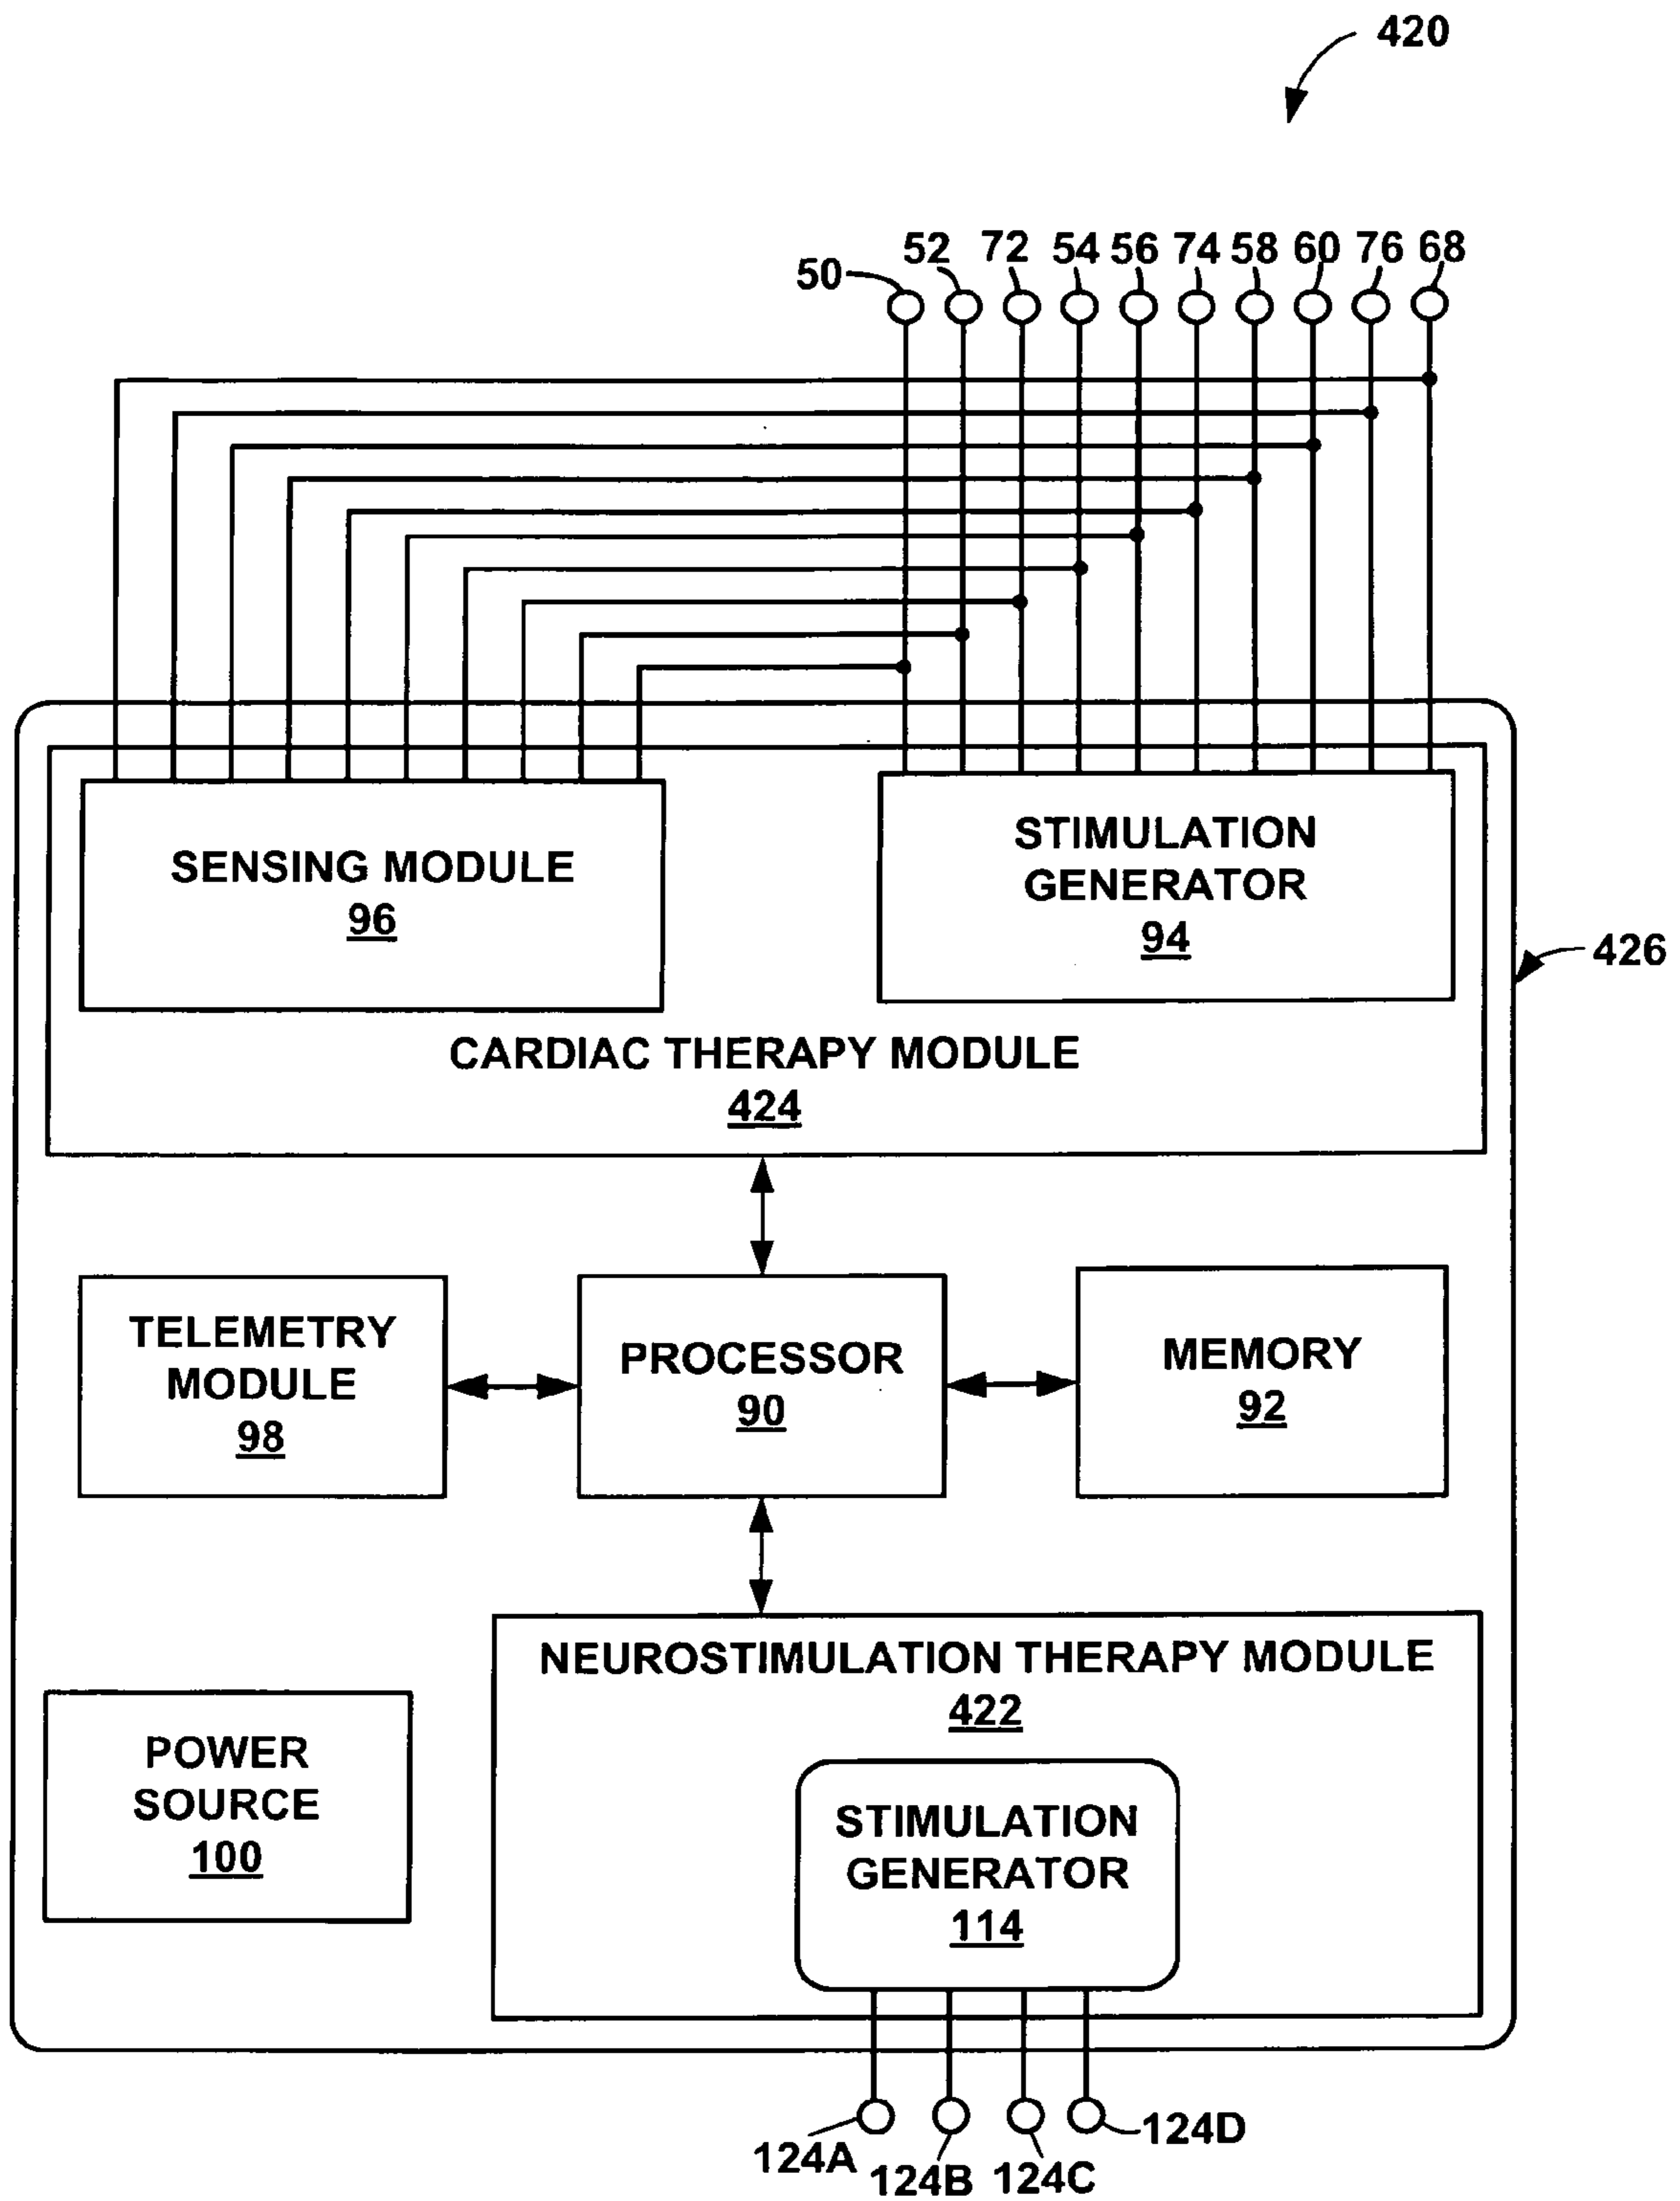 420
50 52 72 54 56 74 58 60 76 68
SENSING MODULE
96
STIMULATION
GENERATOR
94
426
CARDIAC THERAPY MODULE
424
TELEMETRY
MODULE
98
PROCESSOR
90
MEMORY
92
NEUROSTIMULATION THERAPY MODULE
422
POWER
SOURCE
100
STIMULATION
GENERATOR
114
124A 124B 124C 124D